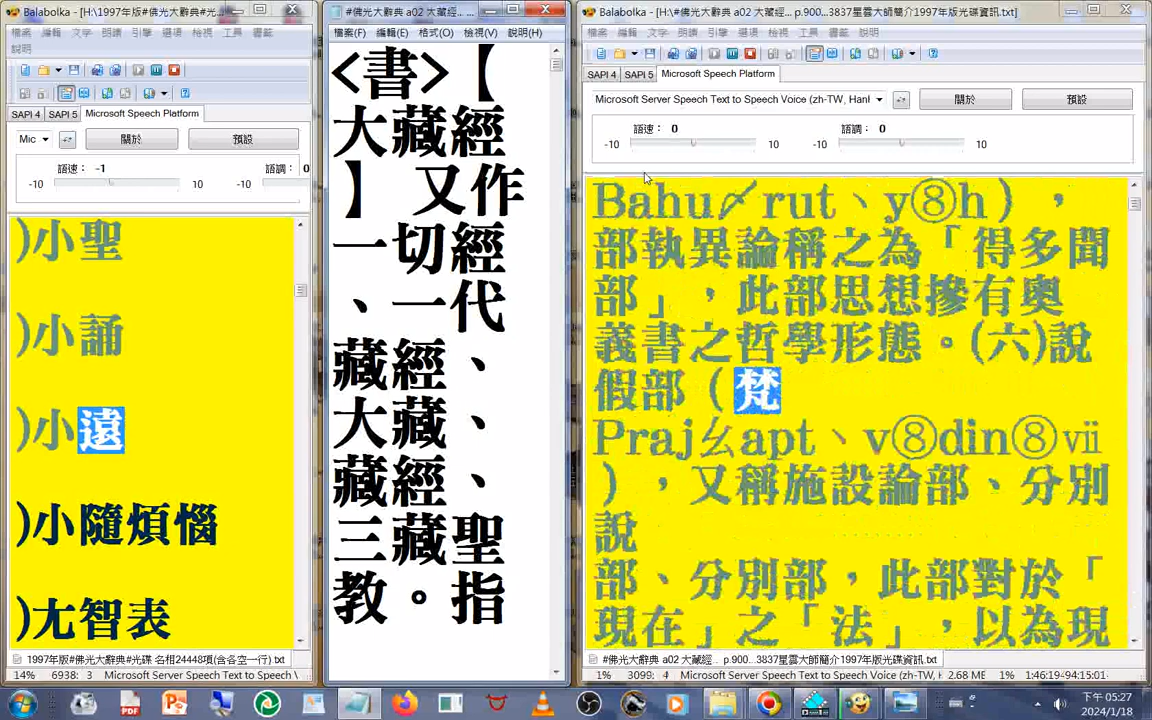 Balabolka - [H:\1997年版#佛光大辭典#光...
檔案 編輯 文字 朗讀 引擎 選項 檢視 工具 書籤
說明
SAPI 4 SAPI 5 Microsoft Speech Platform
Mic 關於 預設
語速： -1 語調： 0
-10 10 -10
)小聖
)小誦
)小遠
)小隨煩惱
)尢智表
1997年版#佛光大辭典#光碟 名相24448項(含各空一行).txt
14% 6938: 3 Microsoft Server Speech Text to Speech \
#佛光大辭典 a02 大藏經... ...
檔案(F) 編輯(E) 格式(O) 檢視(V) 說明(H)
<書>【
大藏經
】 又作
一切經
、一代
藏經、
大藏、
藏經、
三藏聖
教。指
Balabolka - [H:\#佛光大辭典 a02 大藏經... p.900...3837星雲大師簡介1997年版光碟資訊.txt]
檔案 編輯 文字 朗讀 引擎 選項 檢視 工具 書籤 說明
SAPI 4 SAPI 5 Microsoft Speech Platform
Microsoft Server Speech Text to Speech Voice (zh-TW, Hanl 關於 預設
語速： 0 語調： 0
-10 10 -10 10
Bahu〆rut、y⑧h），
部執異論稱之為「得多聞
部」，此部思想摻有奧
義書之哲學形態。(六)說
假部（梵
Praj幺apt、v⑧din⑧ⅶ
），又稱施設論部、分別
說
部、分別部，此部對於「
現在」之「法」，以為現
#佛光大辭典 a02 大藏經... p.900...3837星雲大師簡介1997年版光碟資訊.txt
1% 3099: 4 Microsoft Server Speech Text to Speech Voice (zh-TW, H 2.68 ME 1% 1:46:19-94:15:01
下午 05:27
2024/1/18